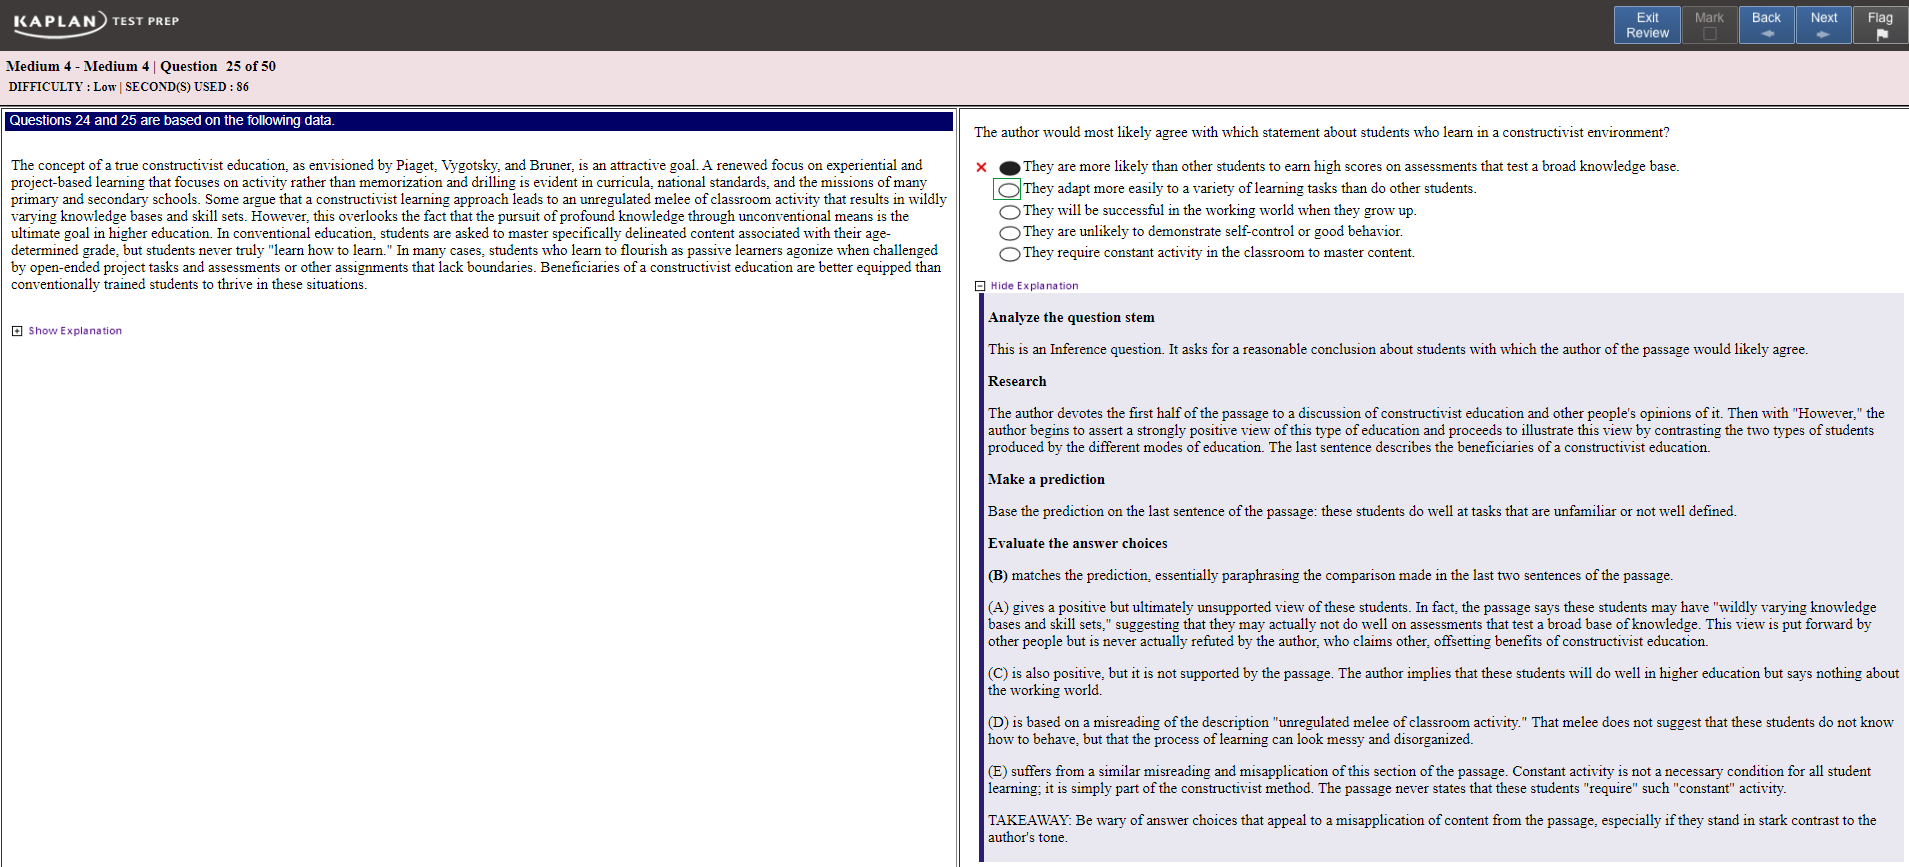 KAPLAN TEST PREP
Exit Review
Mark
Back
Next
Flag
Medium 4 - Medium 4 | Question 25 of 50
DIFFICULTY : Low | SECOND(S) USED : 86
Questions 24 and 25 are based on the following data.
The concept of a true constructivist education, as envisioned by Piaget, Vygotsky, and Bruner, is an attractive goal. A renewed focus on experiential and
project-based learning that focuses on activity rather than memorization and drilling is evident in curricula, national standards, and the missions of many
primary and secondary schools. Some argue that a constructivist learning approach leads to an unregulated melee of classroom activity that results in wildly
varying knowledge bases and skill sets. However, this overlooks the fact that the pursuit of profound knowledge through unconventional means is the
ultimate goal in higher education. In conventional education, students are asked to master specifically delineated content associated with their age-
determined grade, but students never truly "learn how to learn." In many cases, students who learn to flourish as passive learners agonize when challenged
by open-ended project tasks and assessments or other assignments that lack boundaries. Beneficiaries of a constructivist education are better equipped than
conventionally trained students to thrive in these situations.
Show Explanation
The author would most likely agree with which statement about students who learn in a constructivist environment?
They are more likely than other students to earn high scores on assessments that test a broad knowledge base.
They adapt more easily to a variety of learning tasks than do other students.
They will be successful in the working world when they grow up.
They are unlikely to demonstrate self-control or good behavior.
They require constant activity in the classroom to master content.
Hide Explanation
Analyze the question stem
This is an Inference question. It asks for a reasonable conclusion about students with which the author of the passage would likely agree.
Research
The author devotes the first half of the passage to a discussion of constructivist education and other people's opinions of it. Then with "However," the
author begins to assert a strongly positive view of this type of education and proceeds to illustrate this view by contrasting the two types of students
produced by the different modes of education. The last sentence describes the beneficiaries of a constructivist education.
Make a prediction
Base the prediction on the last sentence of the passage: these students do well at tasks that are unfamiliar or not well defined.
Evaluate the answer choices
(B) matches the prediction, essentially paraphrasing the comparison made in the last two sentences of the passage.
(A) gives a positive but ultimately unsupported view of these students. In fact, the passage says these students may have "wildly varying knowledge
bases and skill sets," suggesting that they may actually not do well on assessments that test a broad base of knowledge. This view is put forward by
other people but is never actually refuted by the author, who claims other, offsetting benefits of constructivist education.
(C) is also positive, but it is not supported by the passage. The author implies that these students will do well in higher education but says nothing about
the working world.
(D) is based on a misreading of the description "unregulated melee of classroom activity." That melee does not suggest that these students do not know
how to behave, but that the process of learning can look messy and disorganized.
(E) suffers from a similar misreading and misapplication of this section of the passage. Constant activity is not a necessary condition for all student
learning; it is simply part of the constructivist method. The passage never states that these students "require" such "constant" activity.
TAKEAWAY: Be wary of answer choices that appeal to a misapplication of content from the passage, especially if they stand in stark contrast to the
author's tone.